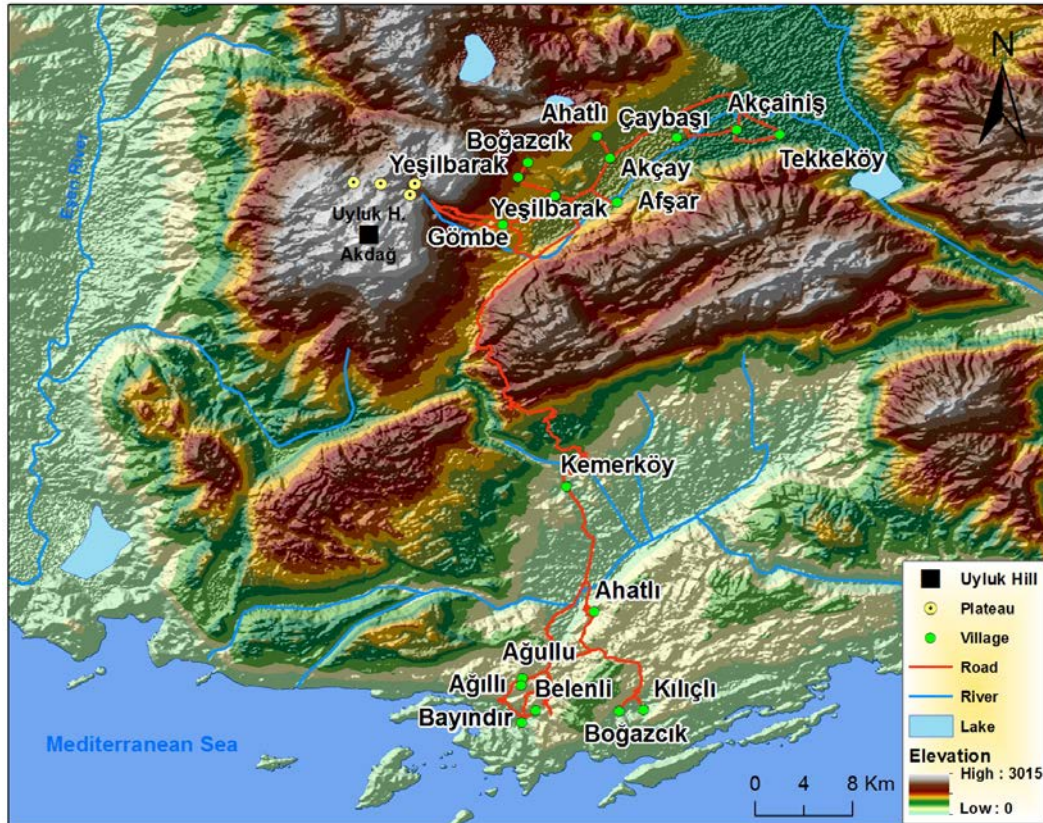 N
Ahatlı
Çaybaşı
Akçainiş
Boğazcık
Yeşilbarak
Akçay
Tekkeköy
Yeşilbarak
Afşar
Eşen River
Uyluk H.
Akdağ
Gömbe
Kemerköy
Ahatlı
Ağullu
Ağıllı
Belenli
Kılıçlı
Bayındır
Boğazcık
Mediterranean Sea
0 4 8 Km
Uyluk Hill
Plateau
Village
Road
River
Lake
Elevation
High : 3015
Low : 0